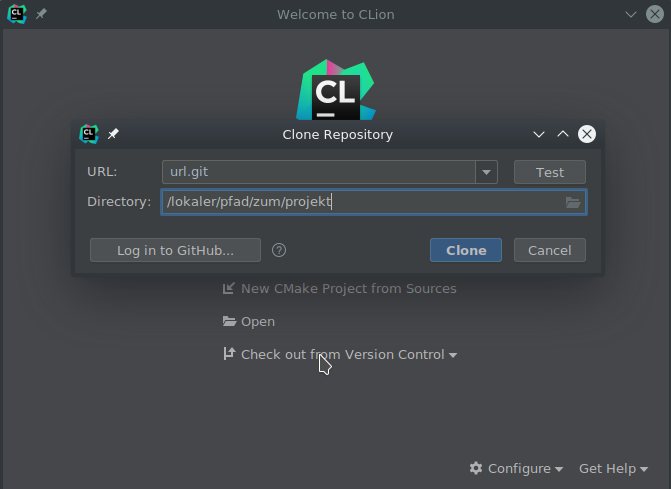 Welcome to CLion
CL
Clone Repository
URL: url.git Test
Directory: /lokaler/pfad/zum/projekt
Log in to GitHub... ? Clone Cancel
New CMake Project from Sources
Open
Check out from Version Control
Configure Get Help